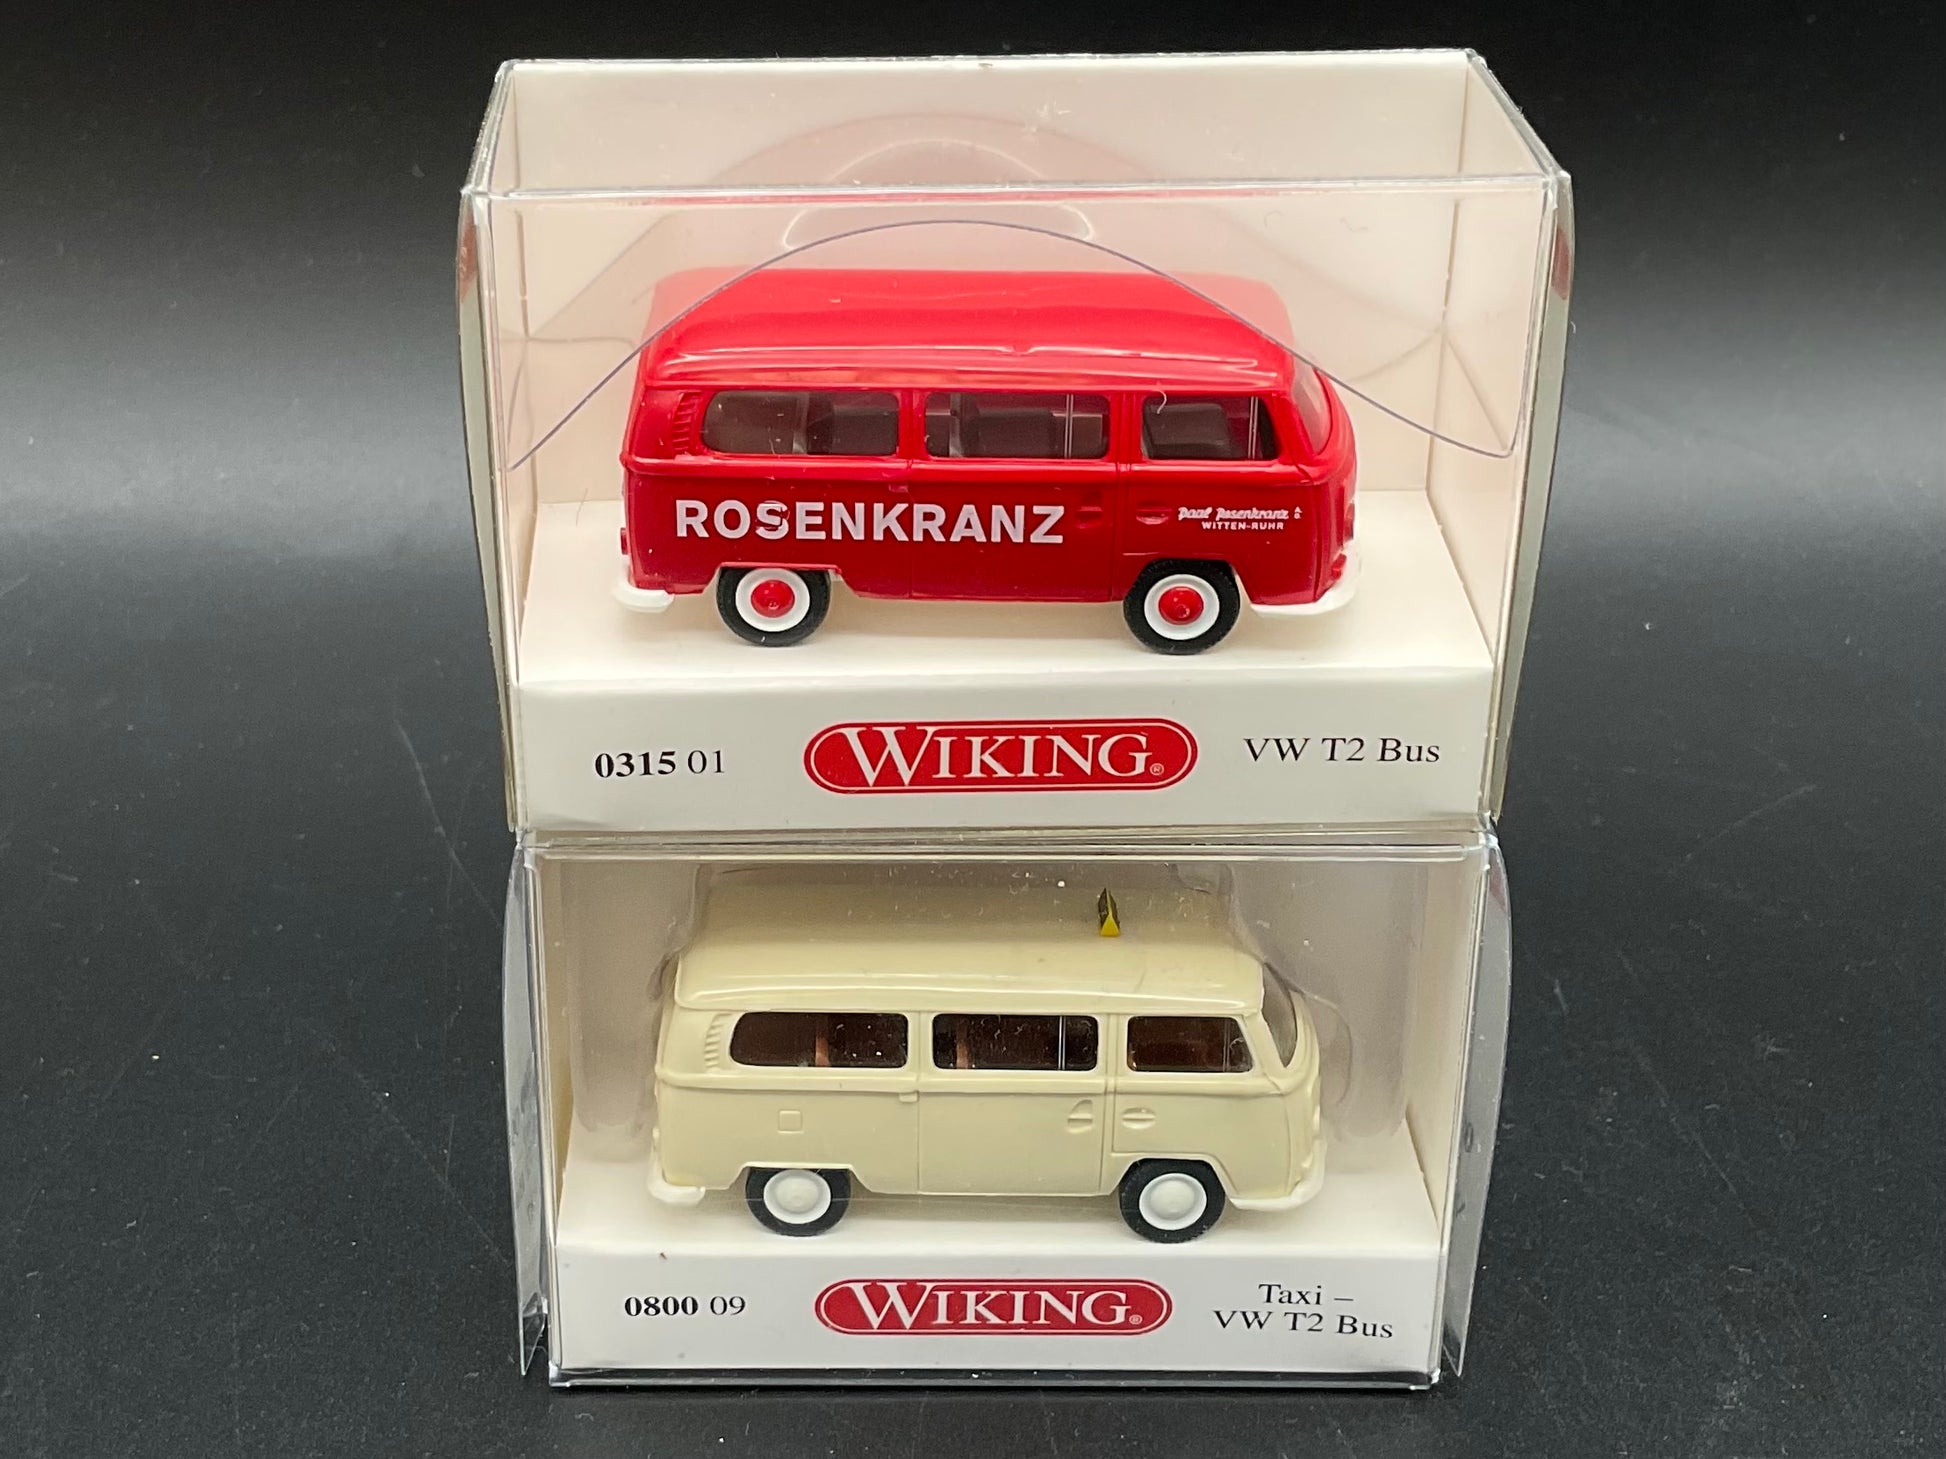 ROSENKRANZ
Paul Rosenkranz A.G.
WITTEN-RUHR
0315 01
WIKING®
VW T2 Bus
0800 09
WIKING®
Taxi –
VW T2 Bus